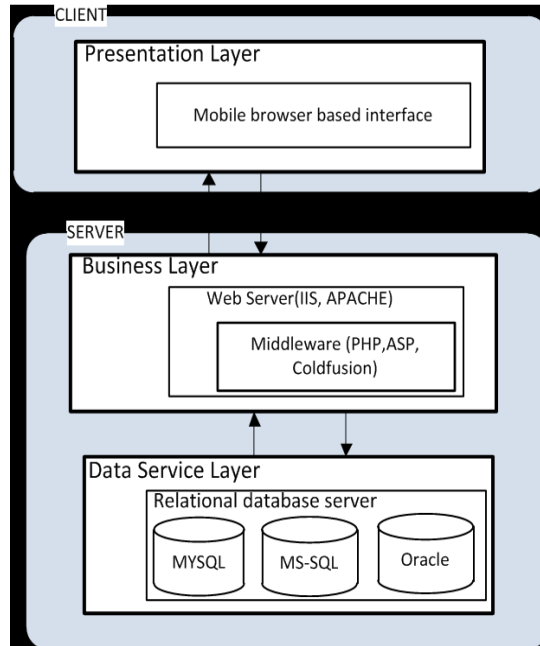 CLIENT
Presentation Layer
Mobile browser based interface
SERVER
Business Layer
Web Server(IIS, APACHE)
Middleware (PHP,ASP,
Coldfusion)
Data Service Layer
Relational database server
MYSQL
MS-SQL
Oracle